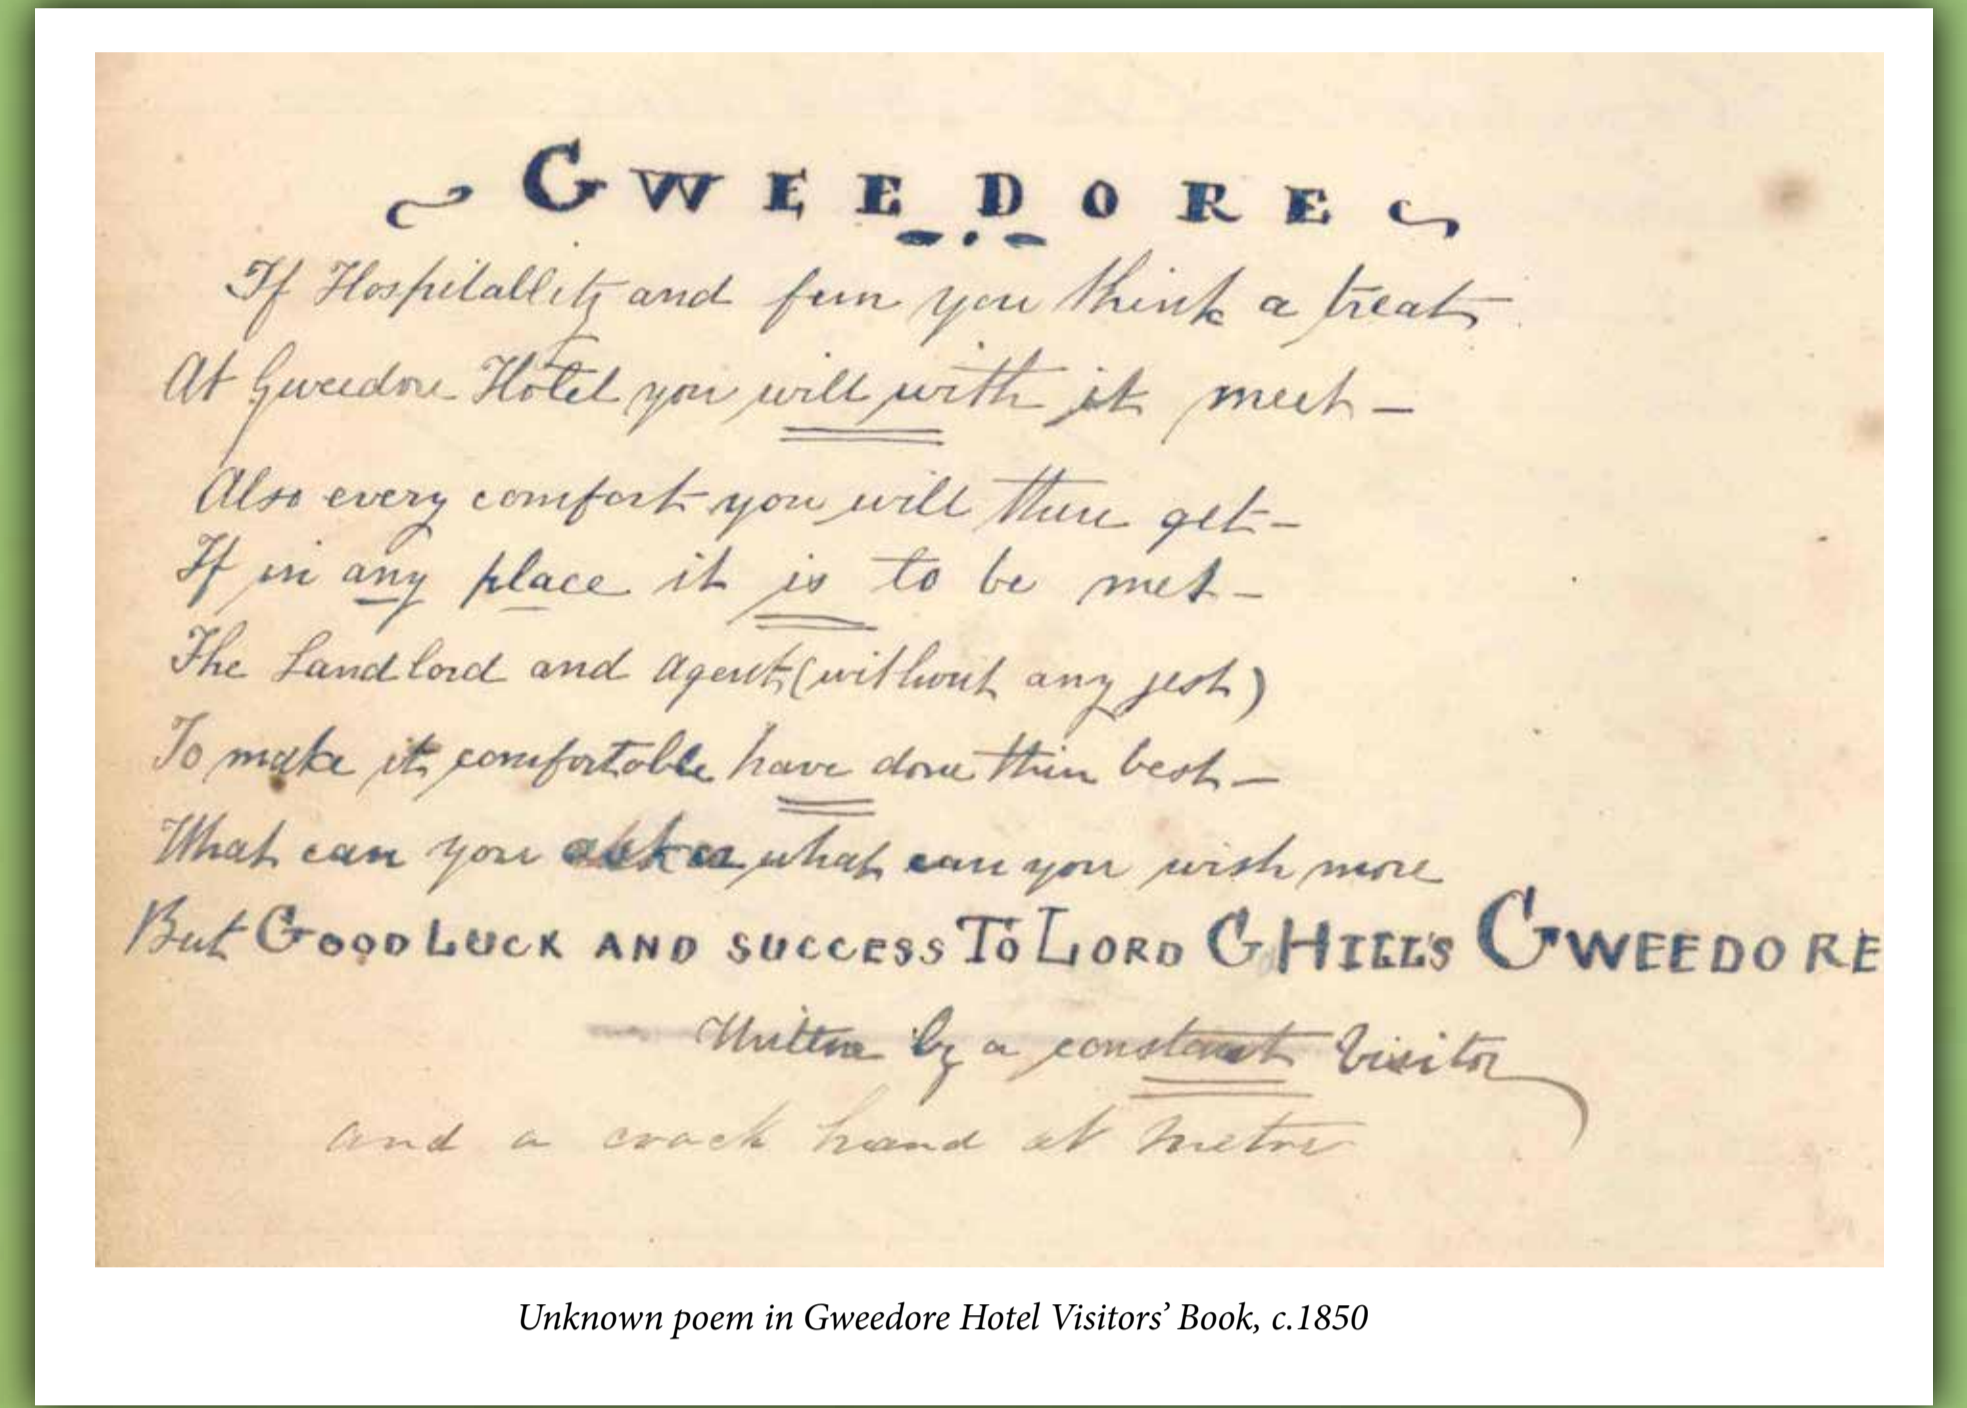 GWEEDORE
If Hospitallity and fun you think a treat
At Gweedore Hotel you will with it meet –
Also every comfort you will there get –
If in any place it is to be met –
The Landlord and Agent (without any jest)
To make it comfortable have done their best –
What can you what can you wish more
But GOOD LUCK AND SUCCESS TO LORD G HILL'S GWEEDORE
Written by a constant Visitor
and a crack hand at metre
Unknown poem in Gweedore Hotel Visitors' Book, c.1850